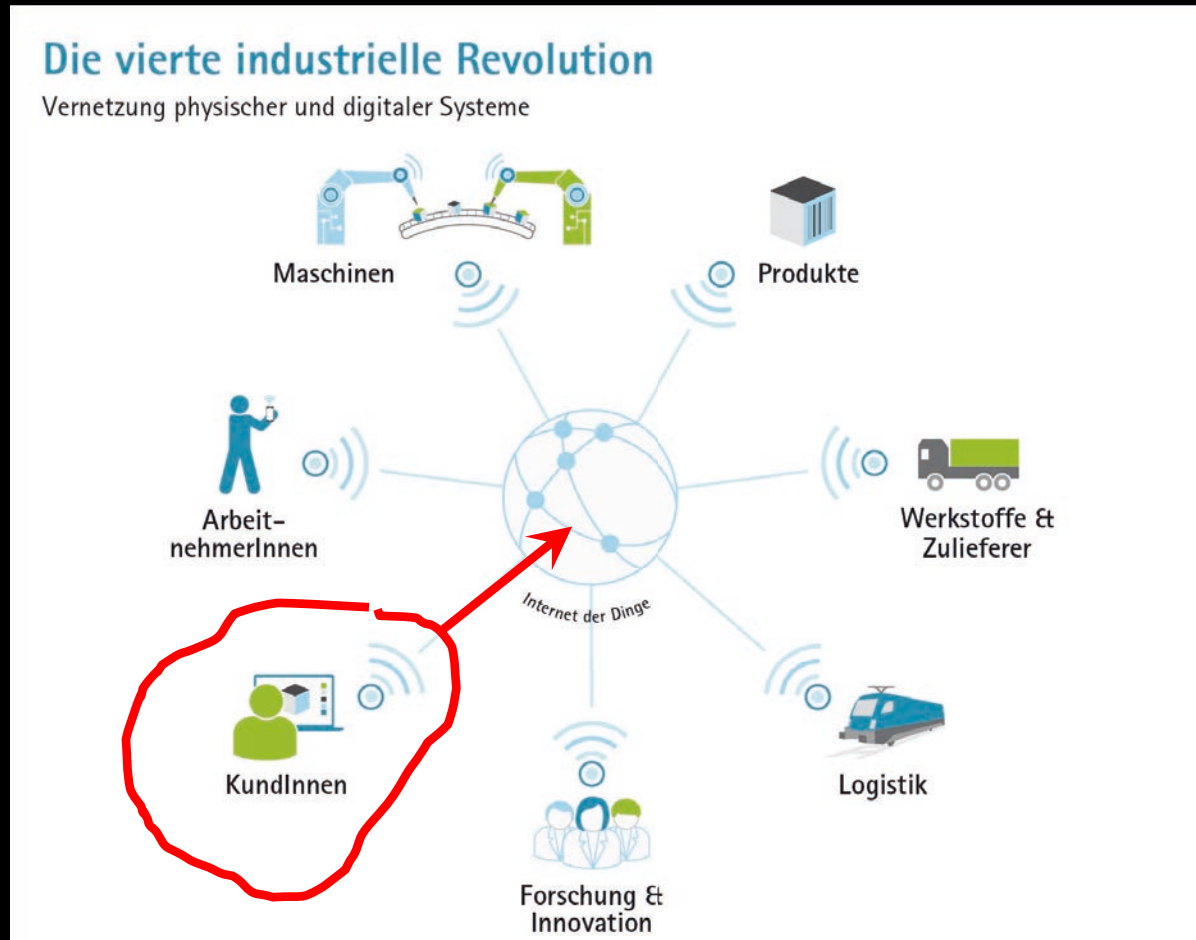 Die vierte industrielle Revolution
Vernetzung physischer und digitaler Systeme
Maschinen
Produkte
Arbeit-
nehmerInnen
Werkstoffe &
Zulieferer
Internet der Dinge
KundInnen
Logistik
Forschung &
Innovation